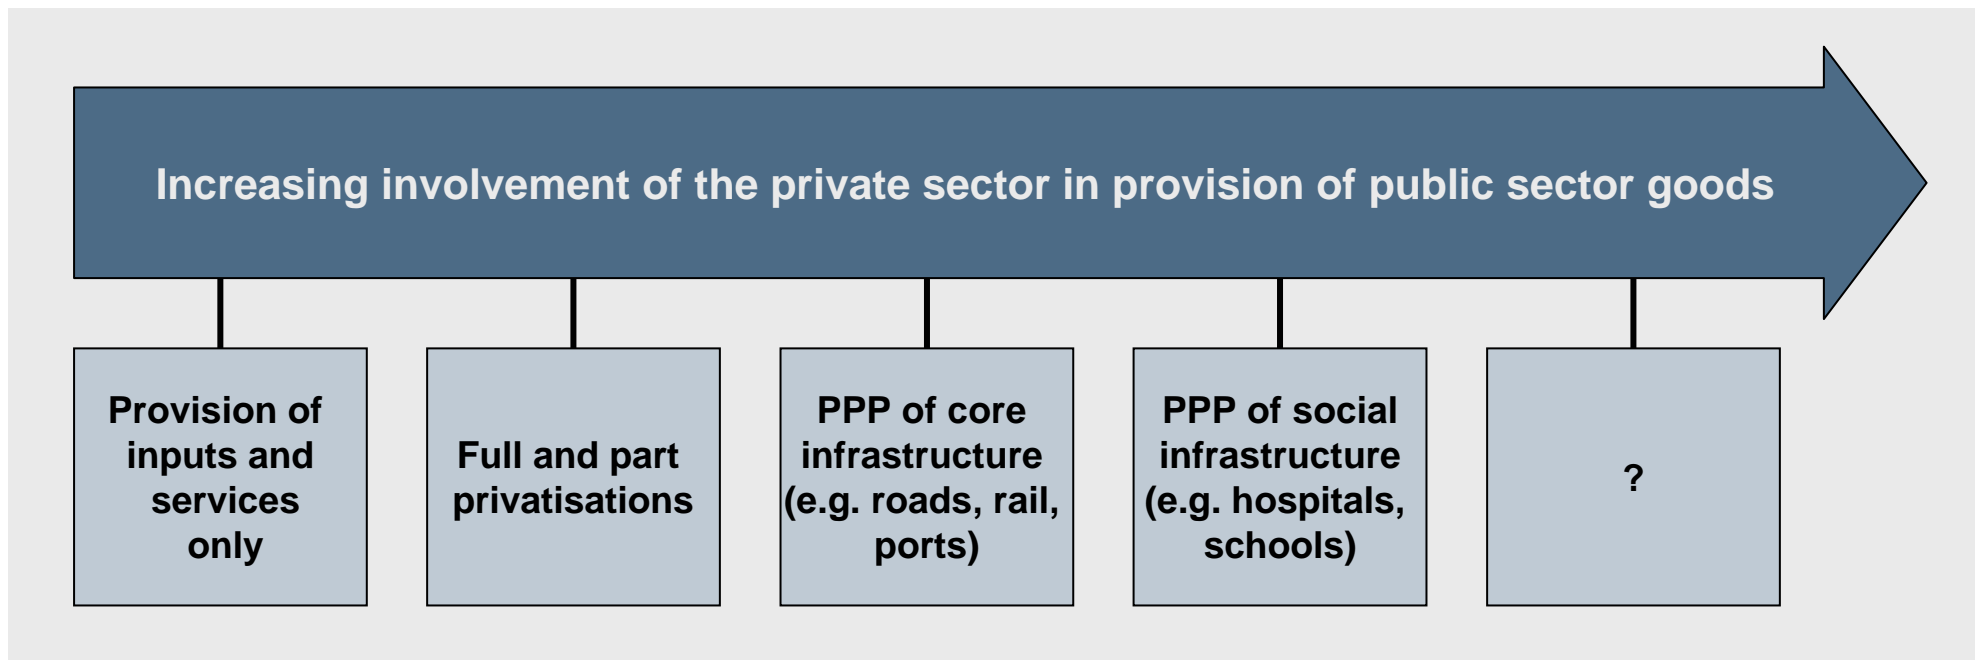 Increasing involvement of the private sector in provision of public sector goods
Provision of
inputs and
services
only
Full and part
privatisations
PPP of core
infrastructure
(e.g. roads, rail,
ports)
PPP of social
infrastructure
(e.g. hospitals,
schools)
?